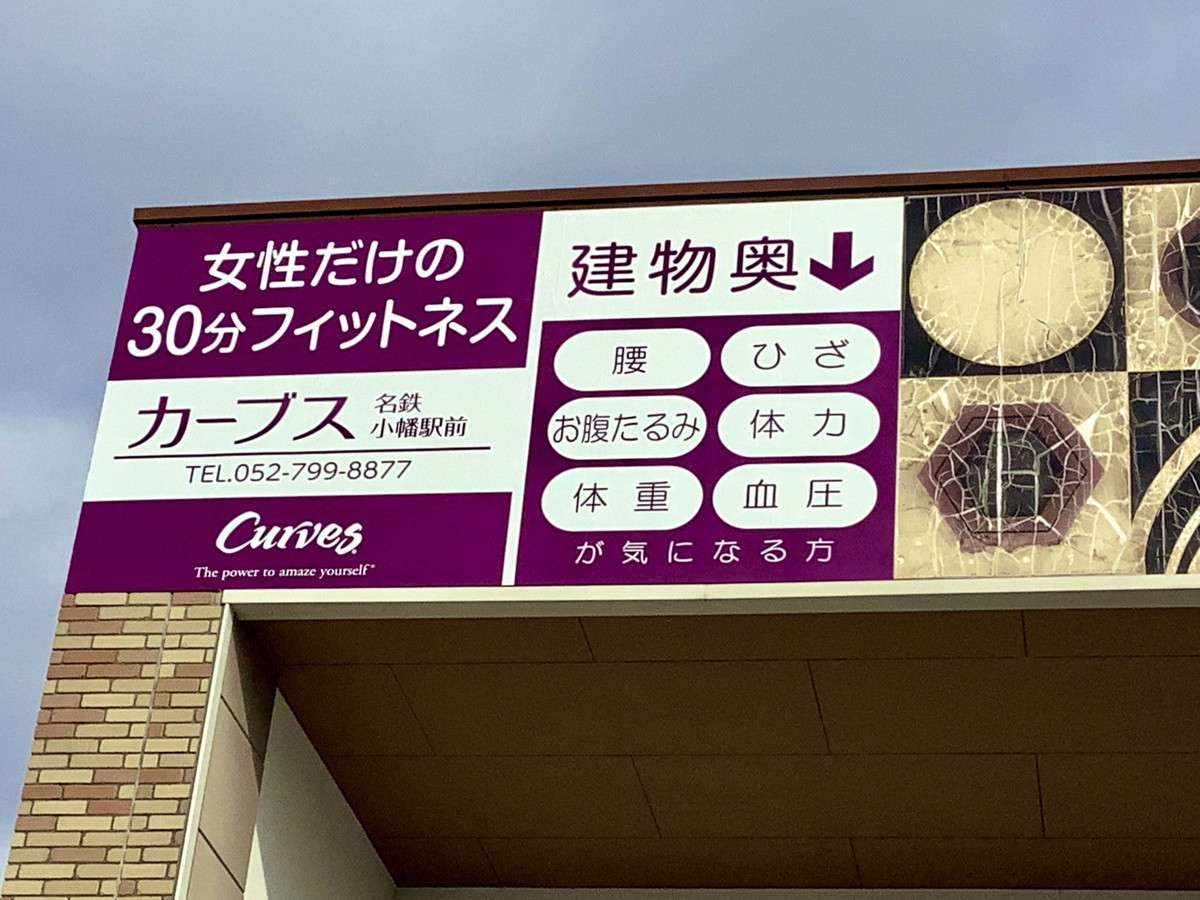 女性だけの
30分フィットネス
カーブス 名鉄
小幡駅前
TEL.052-799-8877
Curves
The power to amaze yourself®
建物奥↓
腰 ひざ
お腹たるみ 体力
体重 血圧
が気になる方